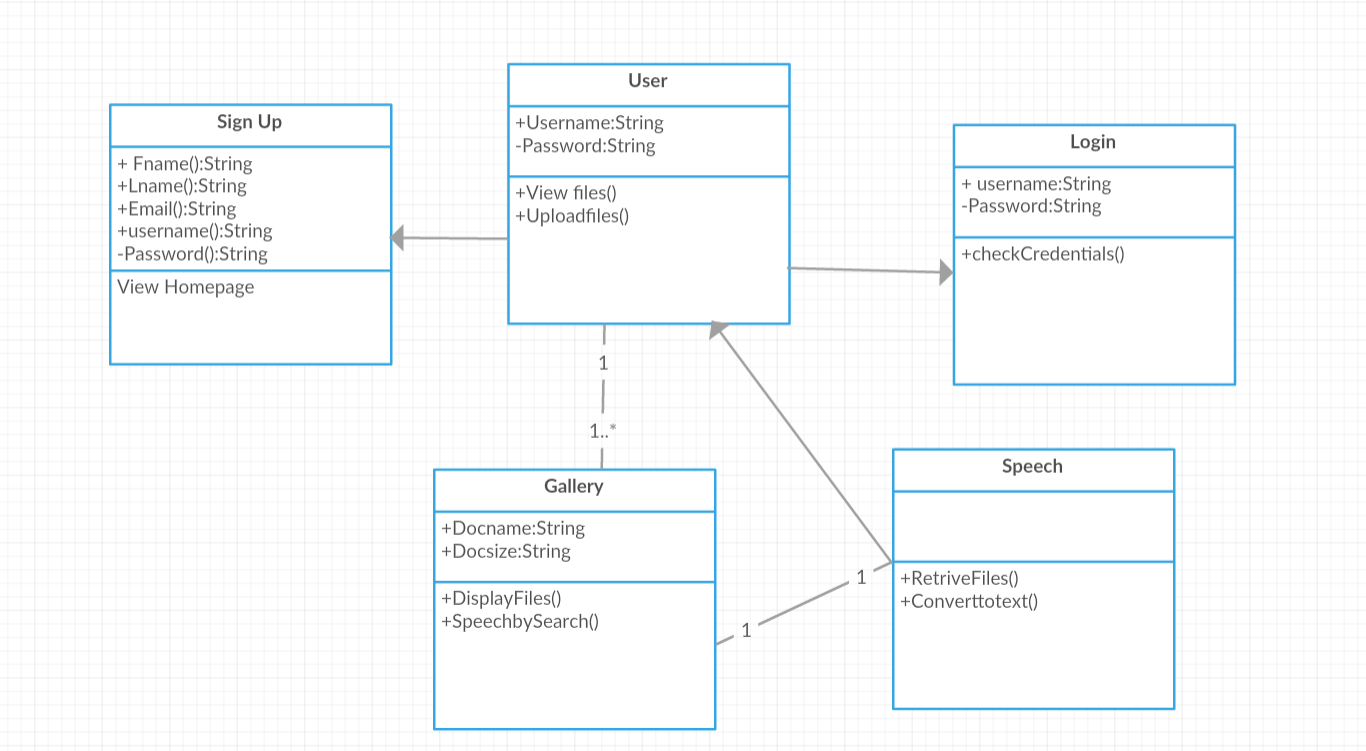 User
+Username:String
-Password:String
+View files()
+Uploadfiles()
Sign Up
+ Fname():String
+Lname():String
+Email():String
+username():String
-Password():String
View Homepage
Login
+ username:String
-Password:String
+checkCredentials()
1
1..*
Gallery
+Docname:String
+Docsize:String
+DisplayFiles()
+SpeechbySearch()
1
1
Speech
+RetriveFiles()
+Converttotext()